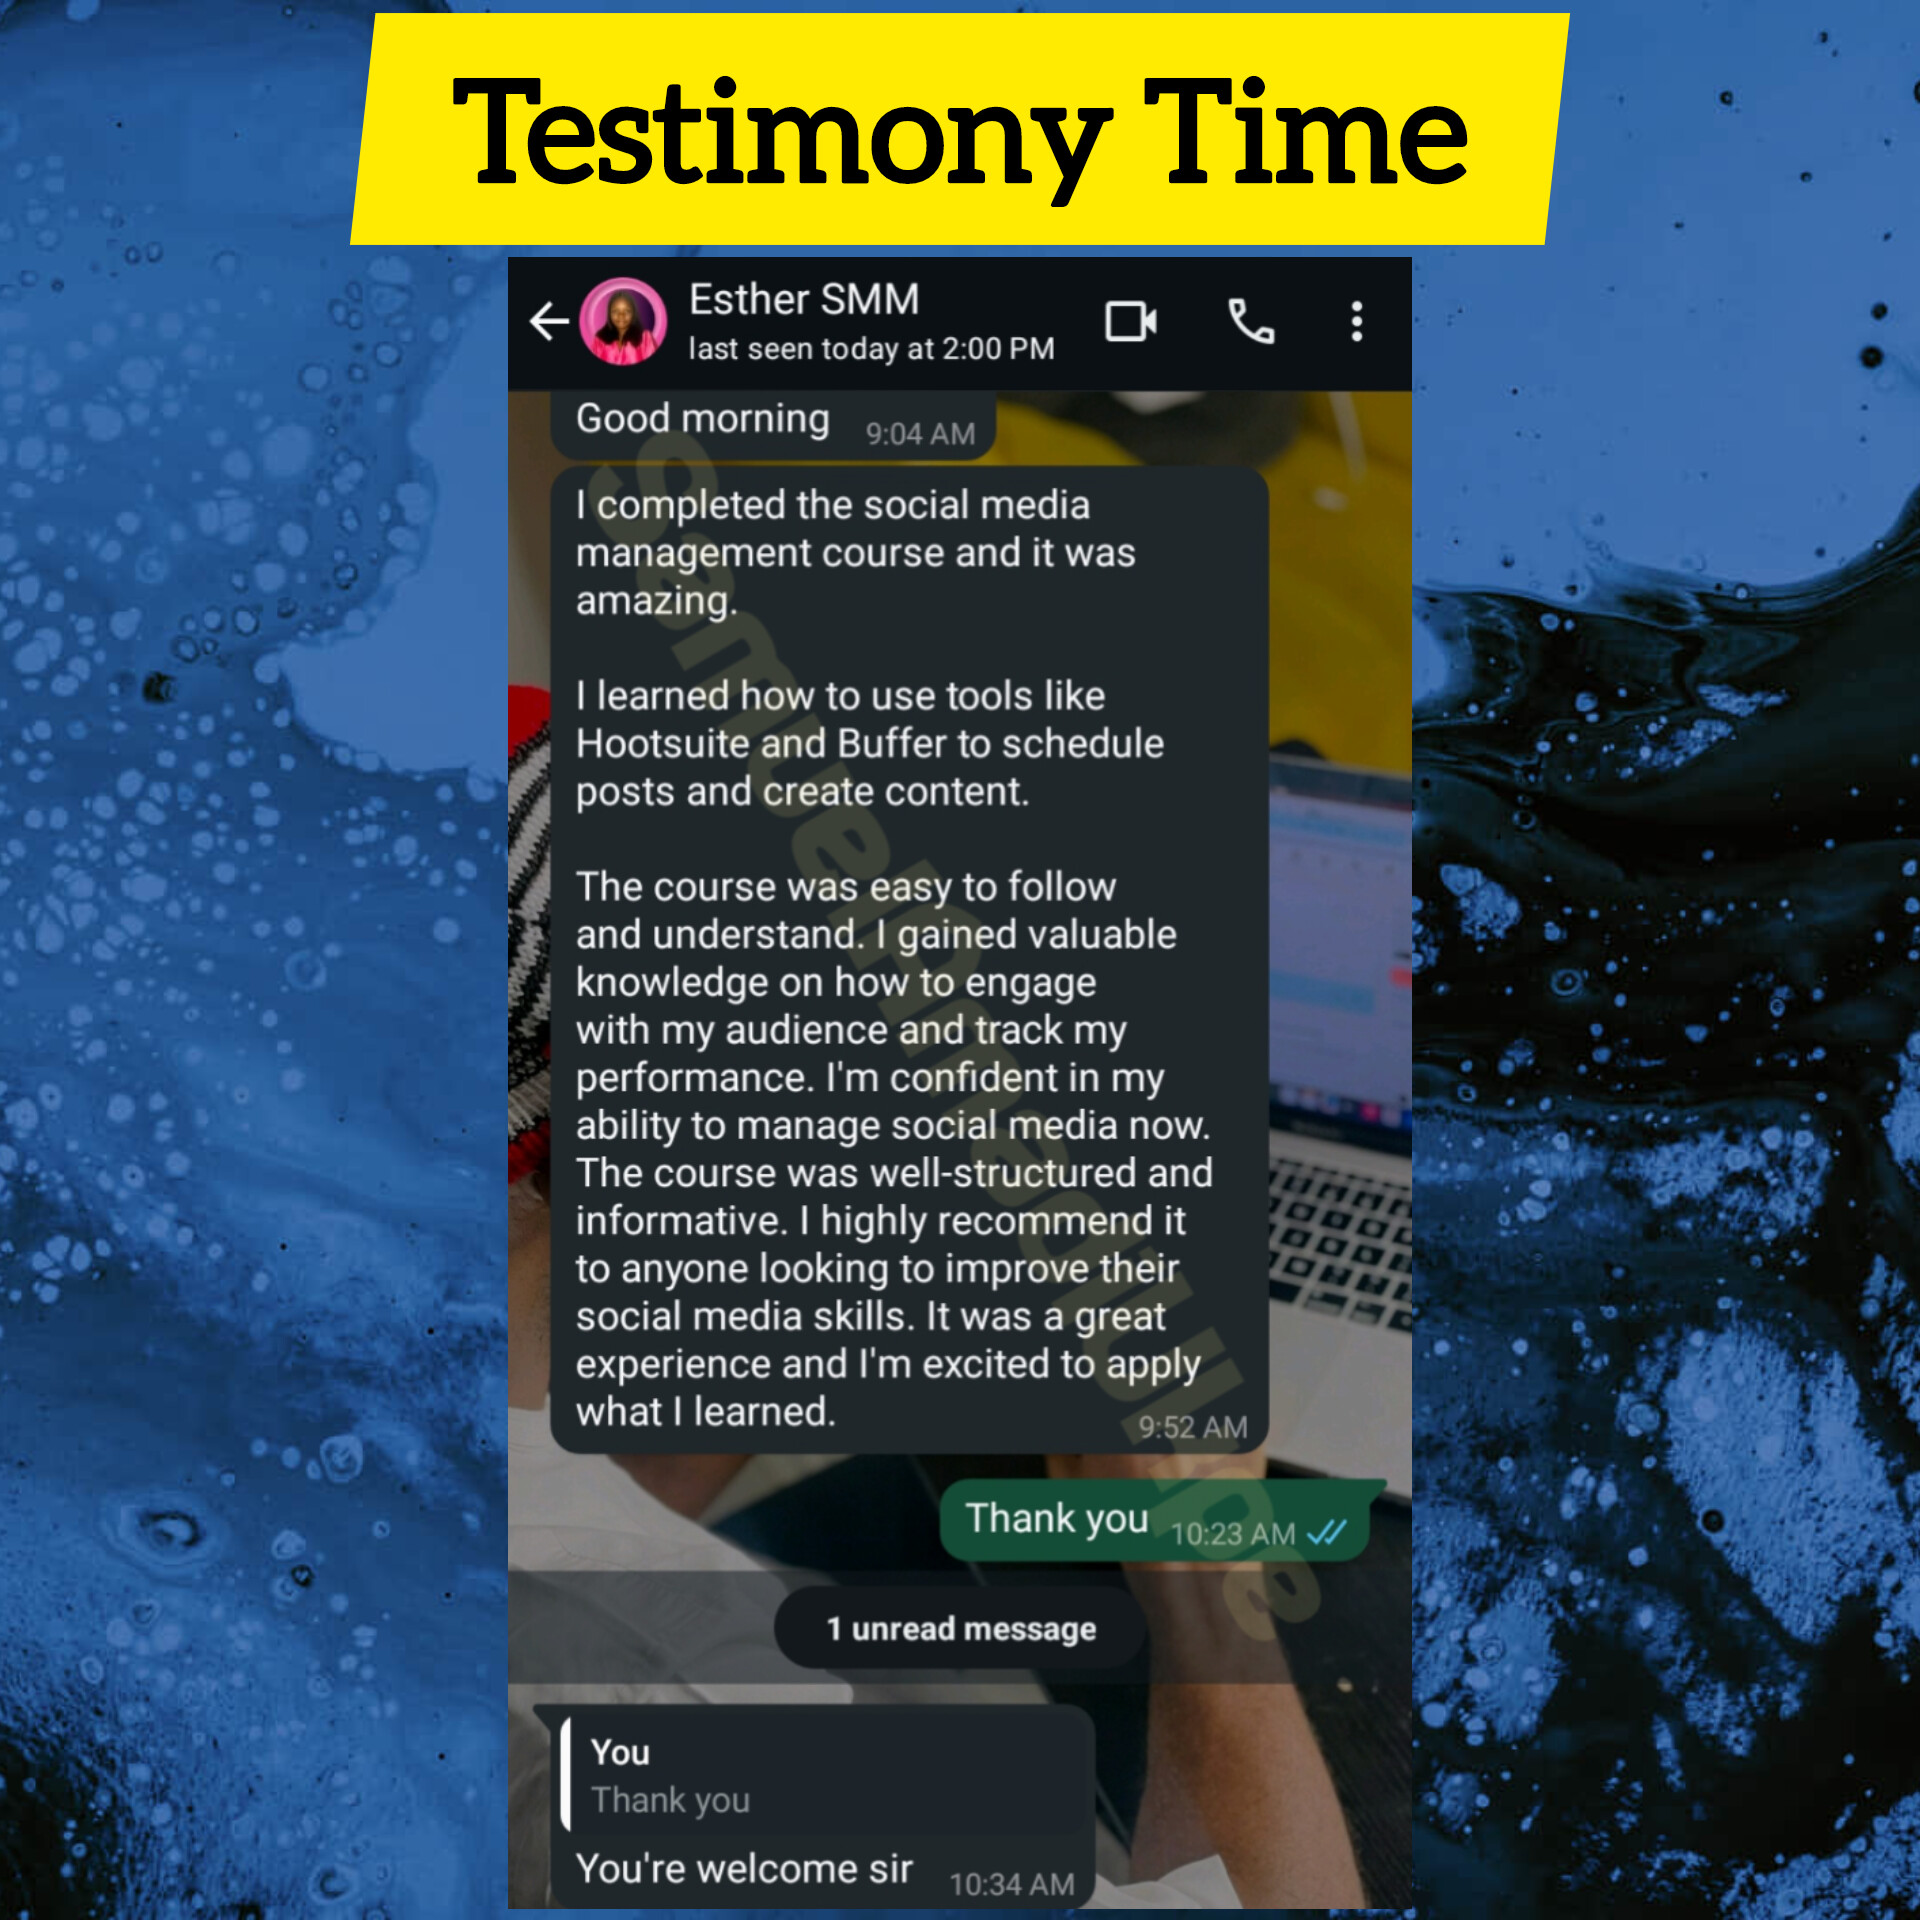 Testimony Time
Esther SMM
last seen today at 2:00 PM
Good morning 9:04 AM
I completed the social media
management course and it was
amazing.
I learned how to use tools like
Hootsuite and Buffer to schedule
posts and create content.
The course was easy to follow
and understand. I gained valuable
knowledge on how to engage
with my audience and track my
performance. I'm confident in my
ability to manage social media now.
The course was well-structured and
informative. I highly recommend it
to anyone looking to improve their
social media skills. It was a great
experience and I'm excited to apply
what I learned. 9:52 AM
Thank you 10:23 AM
1 unread message
You
Thank you
You're welcome sir 10:34 AM